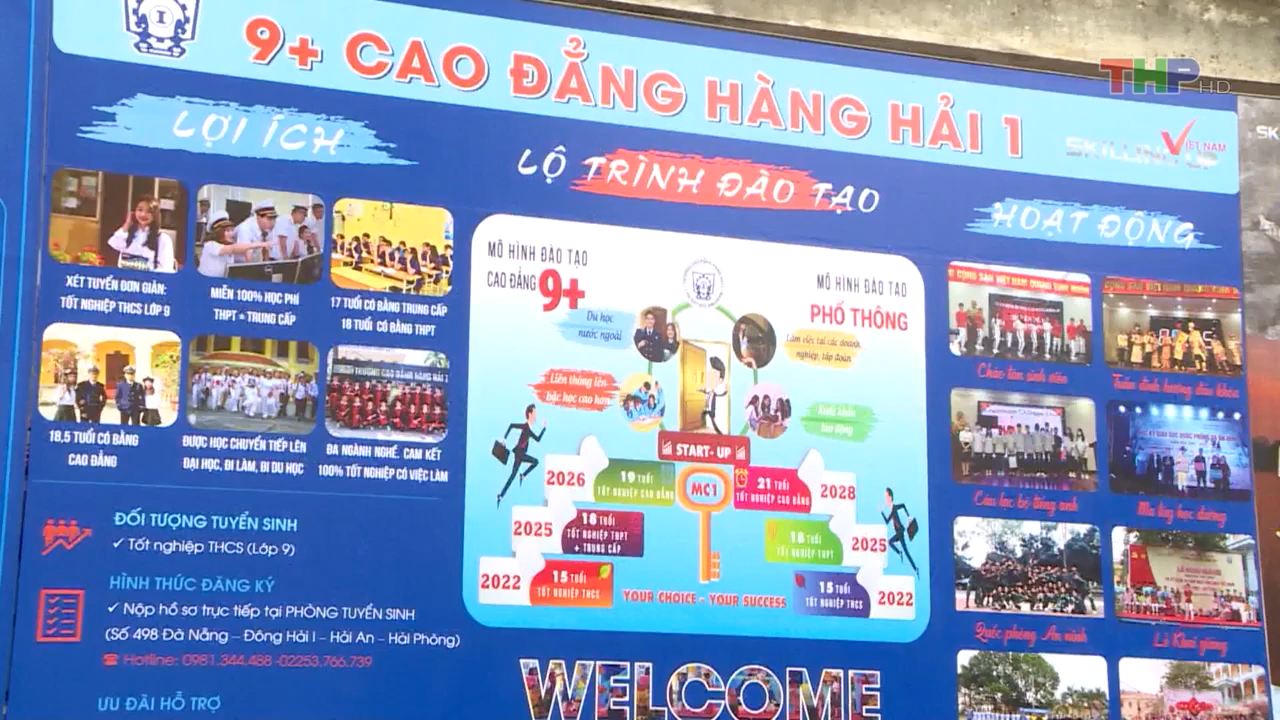 9+ CAO ĐẲNG HÀNG HẢI 1
THP HD
SKILLING UP
VIỆT NAM
LỢI ÍCH
XÉT TUYỂN ĐƠN GIẢN:
TỐT NGHIỆP THCS LỚP 9
MIỄN 100% HỌC PHÍ
THPT + TRUNG CẤP
17 TUỔI CÓ BẰNG TRUNG CẤP
18 TUỔI CÓ BẰNG THPT
18,5 TUỔI CÓ BẰNG
CAO ĐẲNG
ĐƯỢC HỌC CHUYỂN TIẾP LÊN
ĐẠI HỌC, ĐI LÀM, ĐI DU HỌC
ĐA NGÀNH NGHỀ. CAM KẾT
100% TỐT NGHIỆP CÓ VIỆC LÀM
ĐỐI TƯỢNG TUYỂN SINH
✓ Tốt nghiệp THCS (Lớp 9)
HÌNH THỨC ĐĂNG KÝ
✓ Nộp hồ sơ trực tiếp tại PHÒNG TUYỂN SINH
(Số 498 Đà Nẵng – Đông Hải I – Hải An – Hải Phòng)
☎ Hotline: 0981.344.488 -02253.766.739
ƯU ĐÃI HỖ TRỢ
LỘ TRÌNH ĐÀO TẠO
MÔ HÌNH ĐÀO TẠO
CAO ĐẲNG 9+
MÔ HÌNH ĐÀO TẠO
PHỔ THÔNG
Du học
nước ngoài
Làm việc tại các doanh
nghiệp, tập đoàn
Liên thông lên
bậc học cao hơn
START- UP
MC1
2026
19 TUỔI
TỐT NGHIỆP CAO ĐẲNG
2025
18 TUỔI
TỐT NGHIỆP THPT
+ TRUNG CẤP
2022
15 TUỔI
TỐT NGHIỆP THCS
21 TUỔI
TỐT NGHIỆP CAO ĐẲNG
2028
18 TUỔI
TỐT NGHIỆP THPT
2025
15 TUỔI
TỐT NGHIỆP THCS
2022
YOUR CHOICE - YOUR SUCCESS
WELCOME
HOẠT ĐỘNG
Chào tân sinh viên
Tuần định hướng đầu khóa
Câu lạc bộ tiếng anh
Ma túy học đường
Quốc phòng An ninh
Lễ Khai giảng